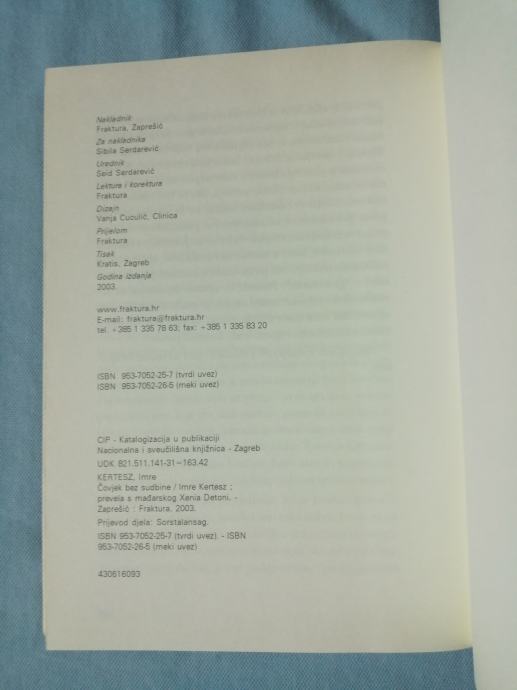 Nakladnik
Fraktura, Zaprešić
Za nakladnika
Sibila Serdarević
Urednik
Seid Serdarević
Lektura i korektura
Fraktura
Dizajn
Vanja Cuculić, Clinica
Prijelom
Fraktura
Tisak
Kratis, Zagreb
Godina izdanja
2003.
www.fraktura.hr
E-mail: fraktura@fraktura.hr
tel. +385 1 335 78 63; fax: +385 1 335 83 20
ISBN 953-7052-25-7 (tvrdi uvez)
ISBN 953-7052-26-5 (meki uvez)
CIP - Katalogizacija u publikaciji
Nacionalna i sveučilišna knjižnica - Zagreb
UDK 821.511.141-31=163.42
KERTESZ, Imre
Čovjek bez sudbine / Imre Kertesz ;
prevela s mađarskog Xenia Detoni. -
Zaprešić : Fraktura, 2003.
Prijevod djela: Sorstalansag.
ISBN 953-7052-25-7 (tvrdi uvez). - ISBN
953-7052-26-5 (meki uvez)
430616093